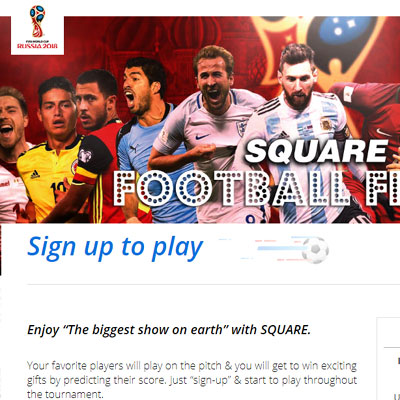 FIFA WORLD CUP
RUSSIA 2018
10
SQUARE
FOOTBALL F
Sign up to play
Enjoy “The biggest show on earth” with SQUARE.
Your favorite players will play on the pitch & you will get to win exciting
gifts by predicting their score. Just “sign-up” & start to play throughout
the tournament.